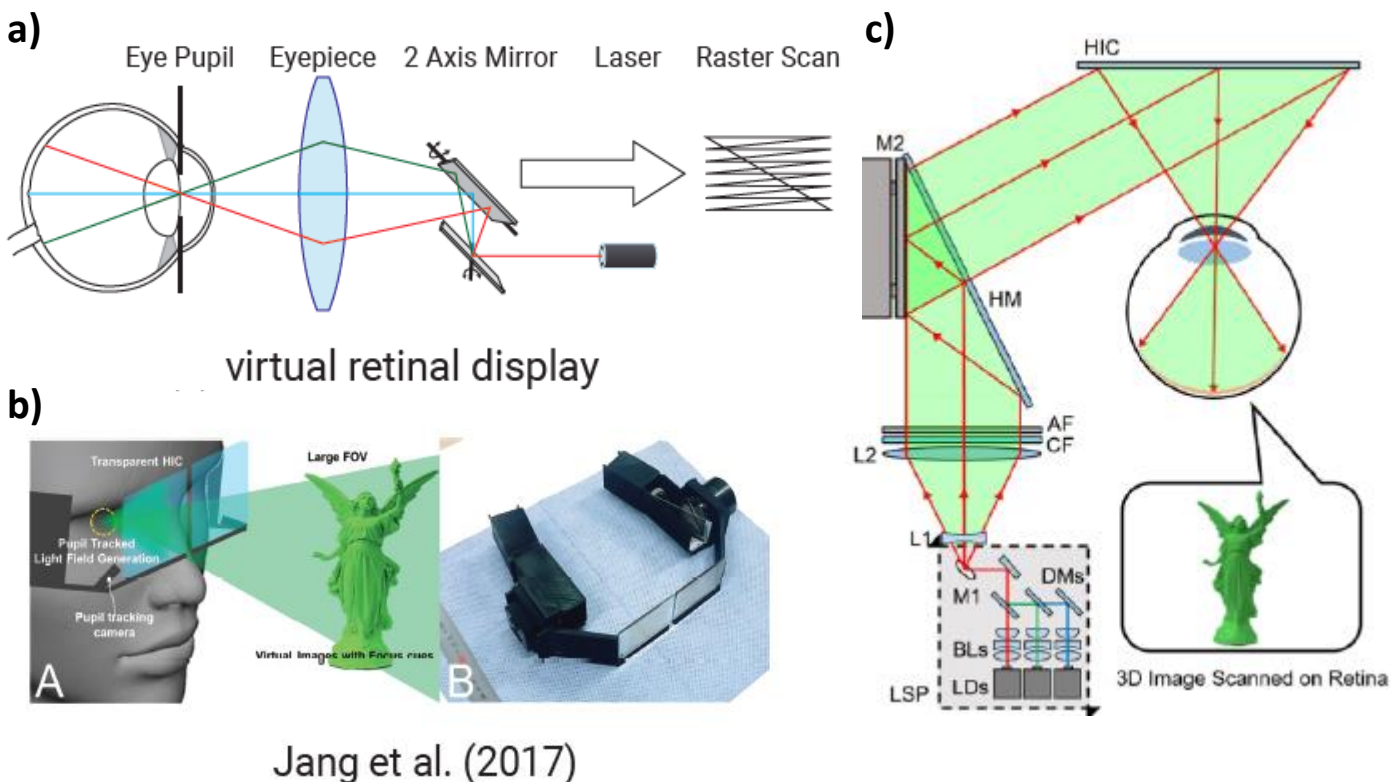 a)
Eye Pupil
Eyepiece
2 Axis Mirror
Laser
Raster Scan
virtual retinal display
b)
Transparent HIC
Large FOV
Pupil Tracked
Light Field Generation
Pupil tracking
camera
Virtual Images with Focus cues
A
B
Jang et al. (2017)
c)
HIC
M2
HM
AF
CF
L2
L1
DMs
M1
BLs
LDs
LSP
3D Image Scanned on Retina